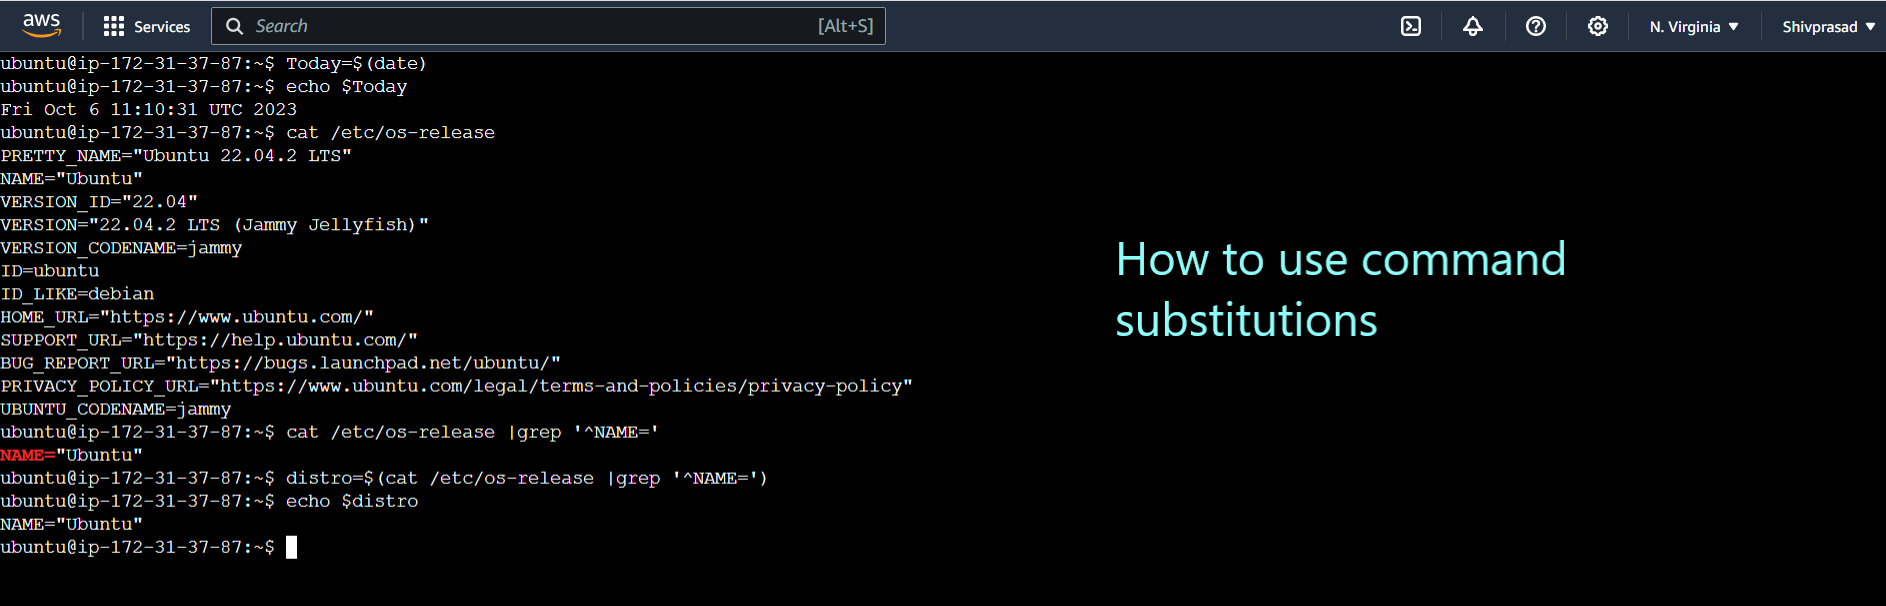 aws Services Search [Alt+S] N. Virginia Shivprasad
ubuntu@ip-172-31-37-87:~$ Today=$(date)
ubuntu@ip-172-31-37-87:~$ echo $Today
Fri Oct 6 11:10:31 UTC 2023
ubuntu@ip-172-31-37-87:~$ cat /etc/os-release
PRETTY_NAME="Ubuntu 22.04.2 LTS"
NAME="Ubuntu"
VERSION_ID="22.04"
VERSION="22.04.2 LTS (Jammy Jellyfish)"
VERSION_CODENAME=jammy
ID=ubuntu
ID_LIKE=debian
HOME_URL="https://www.ubuntu.com/"
SUPPORT_URL="https://help.ubuntu.com/"
BUG_REPORT_URL="https://bugs.launchpad.net/ubuntu/"
PRIVACY_POLICY_URL="https://www.ubuntu.com/legal/terms-and-policies/privacy-policy"
UBUNTU_CODENAME=jammy
ubuntu@ip-172-31-37-87:~$ cat /etc/os-release |grep '^NAME='
NAME="Ubuntu"
ubuntu@ip-172-31-37-87:~$ distro=$(cat /etc/os-release |grep '^NAME=')
ubuntu@ip-172-31-37-87:~$ echo $distro
NAME="Ubuntu"
ubuntu@ip-172-31-37-87:~$
How to use command
substitutions